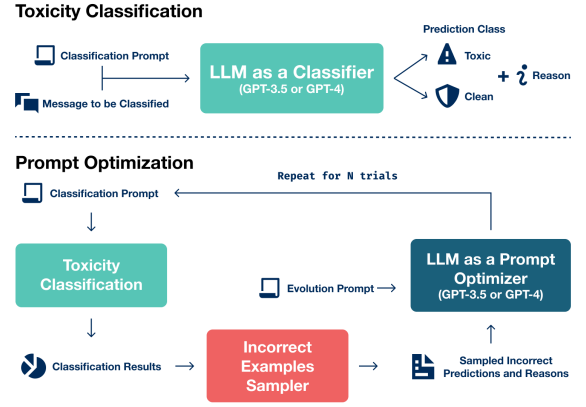 Toxicity Classification
Classification Prompt
Message to be Classified
LLM as a Classifier
(GPT-3.5 or GPT-4)
Prediction Class
Toxic
Clean
+ i Reason
Prompt Optimization
Repeat for N trials
Classification Prompt
Toxicity
Classification
Classification Results
Incorrect
Examples
Sampler
Evolution Prompt
LLM as a Prompt
Optimizer
(GPT-3.5 or GPT-4)
Sampled Incorrect
Predictions and Reasons